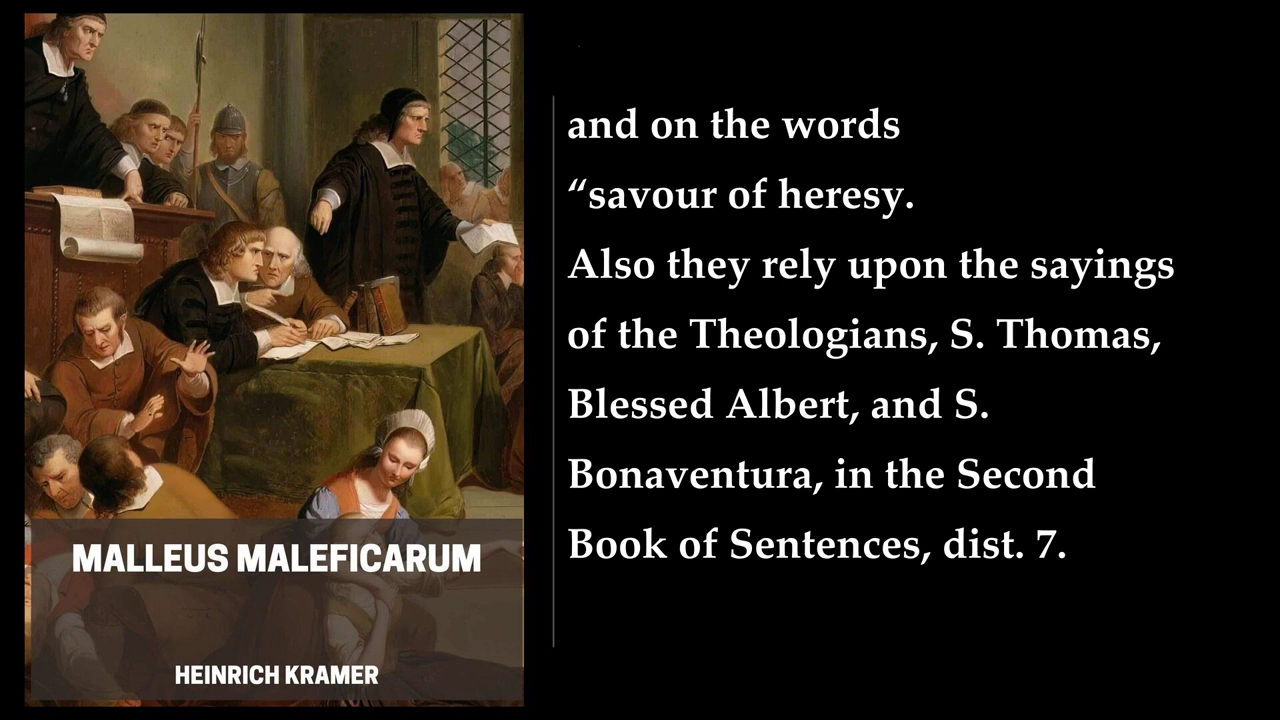 MALLEUS MALEFICARUM
HEINRICH KRAMER
and on the words
“savour of heresy.
Also they rely upon the sayings
of the Theologians, S. Thomas,
Blessed Albert, and S.
Bonaventura, in the Second
Book of Sentences, dist. 7.